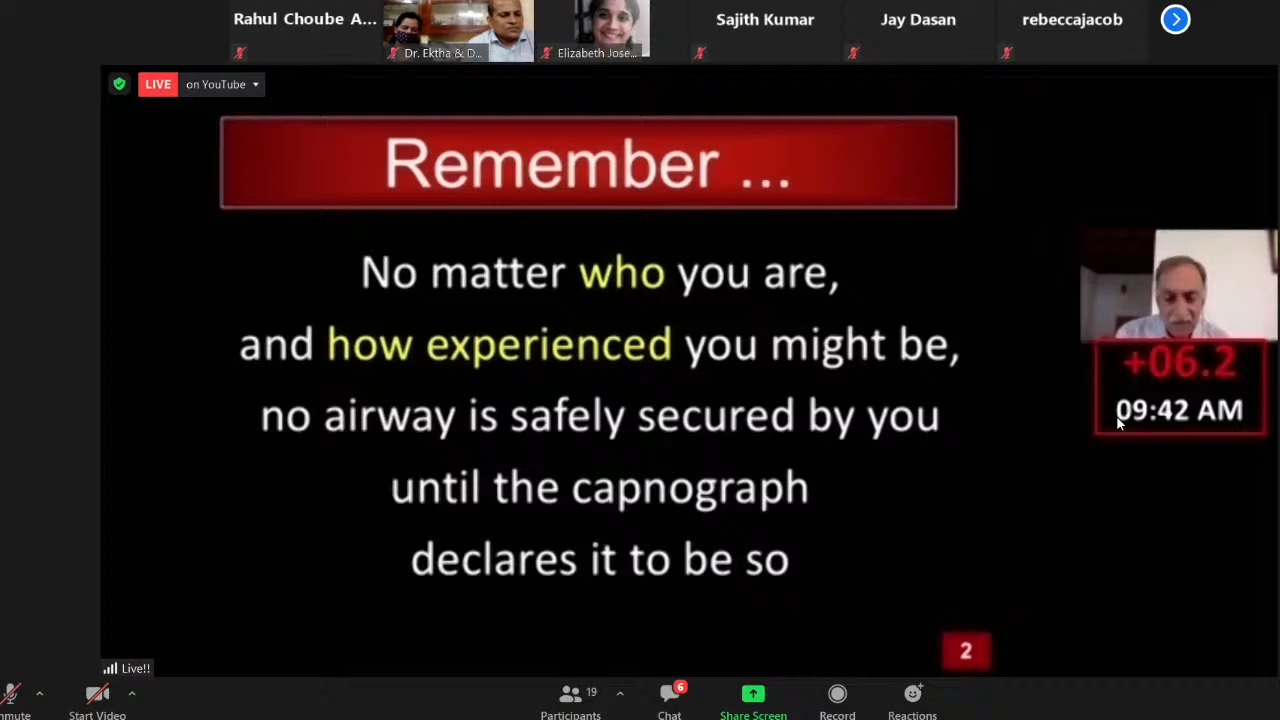 Rahul Choube A...
Dr. Ektha & D...
Elizabeth Jose...
Sajith Kumar
Jay Dasan
rebeccajacob
LIVE on YouTube
Remember ...
No matter who you are,
and how experienced you might be,
no airway is safely secured by you
until the capnograph
declares it to be so
+06.2
09:42 AM
2
Live!!
nmute
Start Video
19
Participants
6
Chat
Share Screen
Record
Reactions